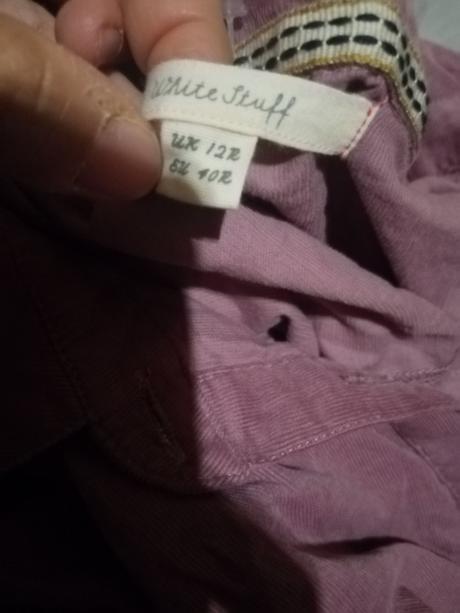 White Stuff
UK 12R
EU 40R